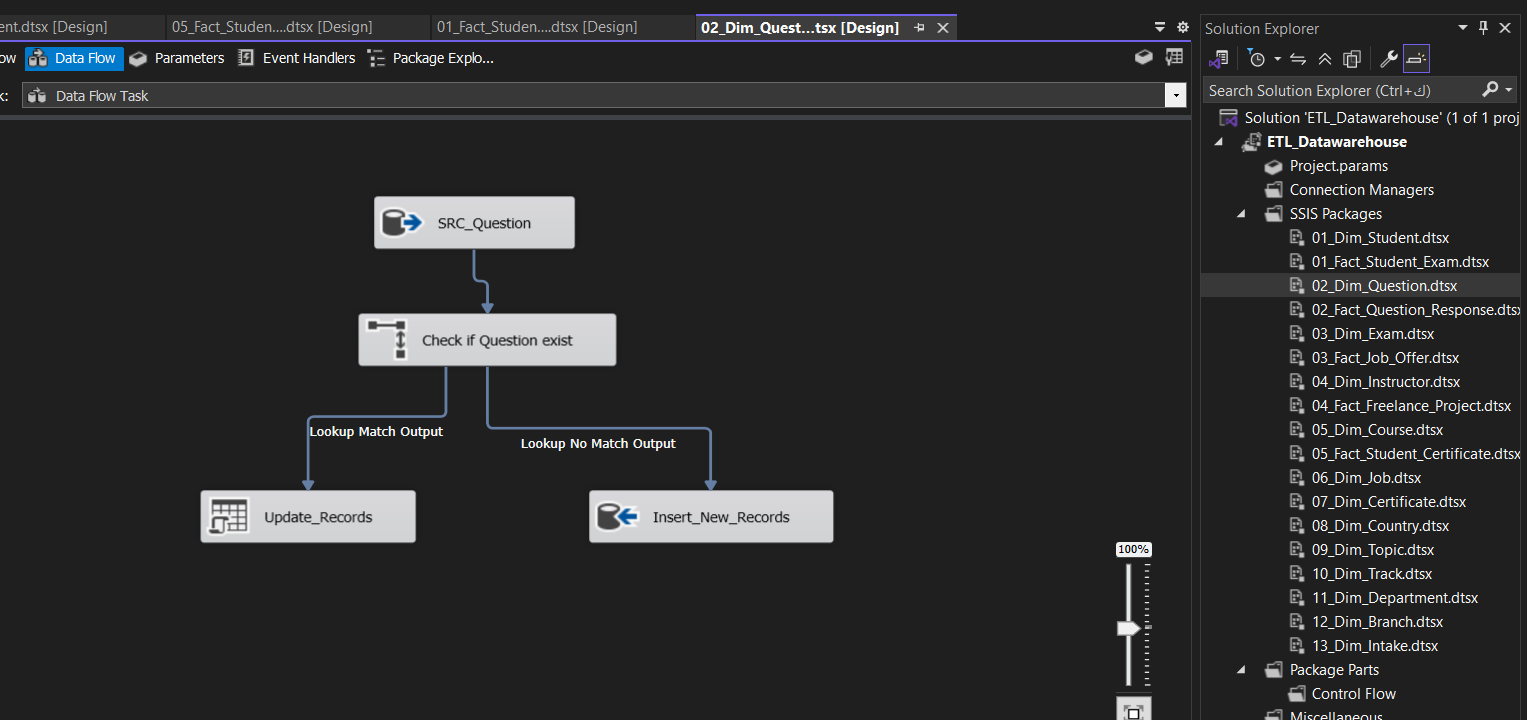 ent.dtsx [Design]
05_Fact_Studen....dtsx [Design]
01_Fact_Studen....dtsx [Design]
02_Dim_Quest...tsx [Design]
ow
Data Flow
Parameters
Event Handlers
Package Explo...
k:
Data Flow Task
SRC_Question
Check if Question exist
Lookup Match Output
Lookup No Match Output
Update_Records
Insert_New_Records
100%
Solution Explorer
Search Solution Explorer (Ctrl+ك)
Solution 'ETL_Datawarehouse' (1 of 1 proj
ETL_Datawarehouse
Project.params
Connection Managers
SSIS Packages
01_Dim_Student.dtsx
01_Fact_Student_Exam.dtsx
02_Dim_Question.dtsx
02_Fact_Question_Response.dtsx
03_Dim_Exam.dtsx
03_Fact_Job_Offer.dtsx
04_Dim_Instructor.dtsx
04_Fact_Freelance_Project.dtsx
05_Dim_Course.dtsx
05_Fact_Student_Certificate.dtsx
06_Dim_Job.dtsx
07_Dim_Certificate.dtsx
08_Dim_Country.dtsx
09_Dim_Topic.dtsx
10_Dim_Track.dtsx
11_Dim_Department.dtsx
12_Dim_Branch.dtsx
13_Dim_Intake.dtsx
Package Parts
Control Flow
Miscellaneous